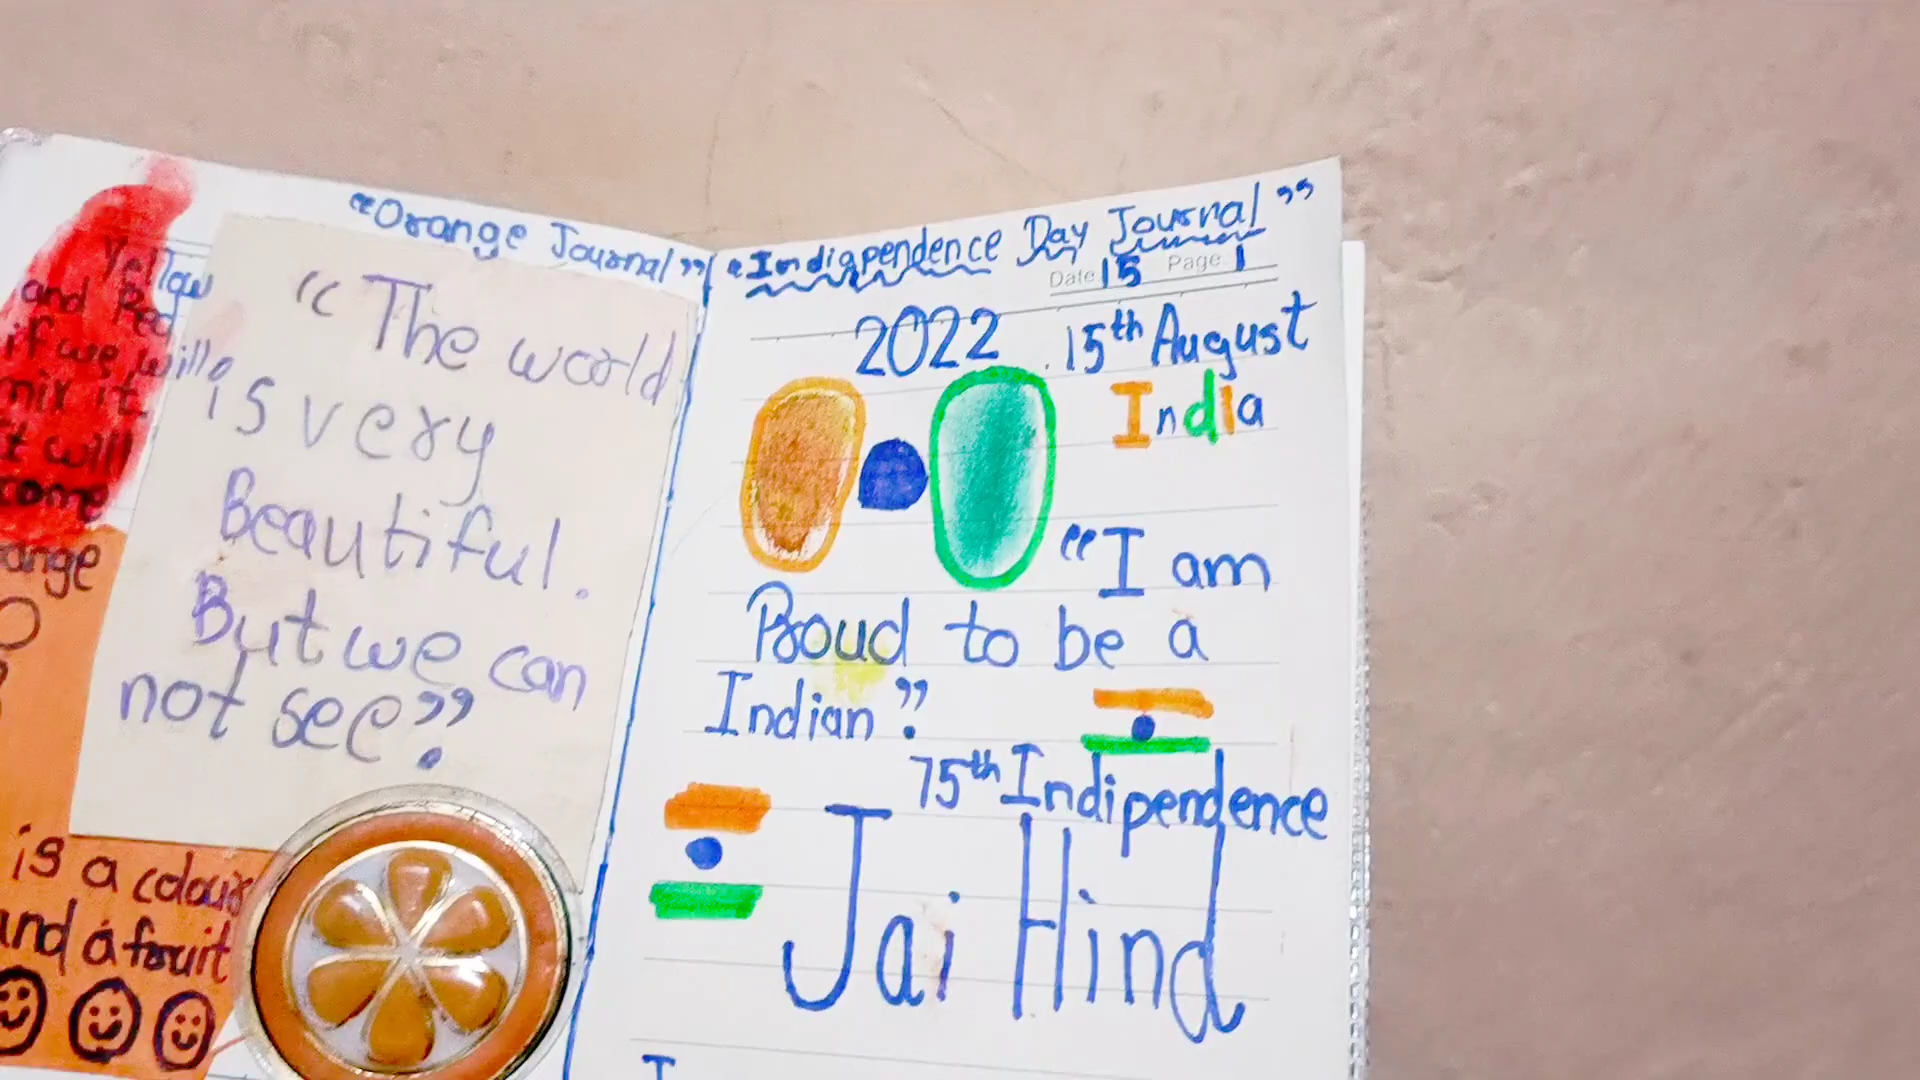 "Orange Journal"
Yellow
and Red
if we will
mix it
it will
come
ange
"The world
is very
Beautiful.
But we can
not see".
is a colour
and a fruit
"Indiapendence Day Journal"
Date 15 Page 1
2022 15th August
India
"I am
Proud to be a
Indian".
75th Indipendence
Jai Hind
I